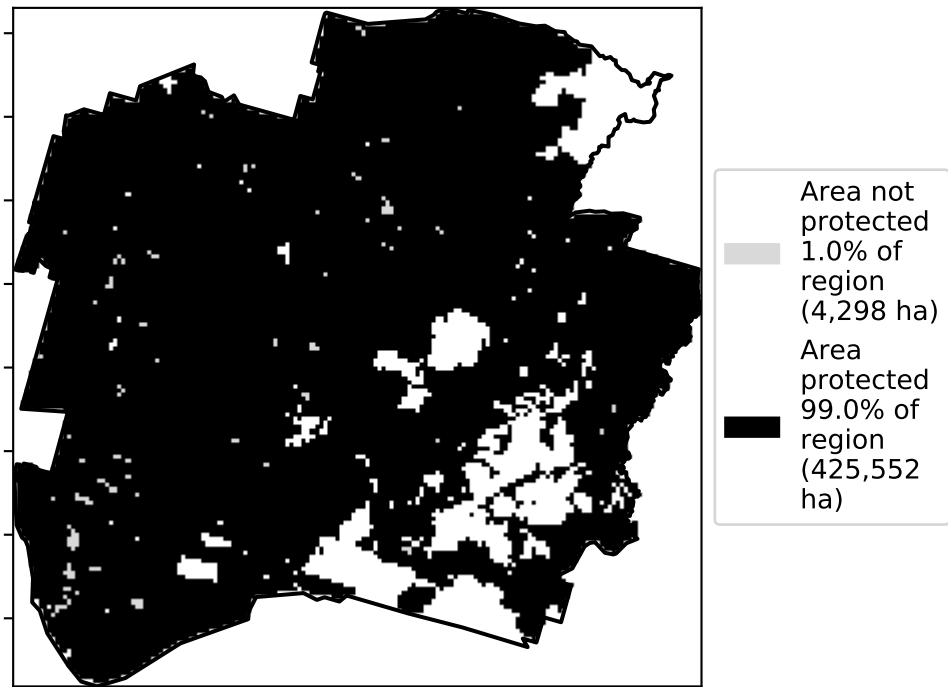 Area not
protected
1.0% of
region
(4,298 ha)
Area
protected
99.0% of
region
(425,552
ha)